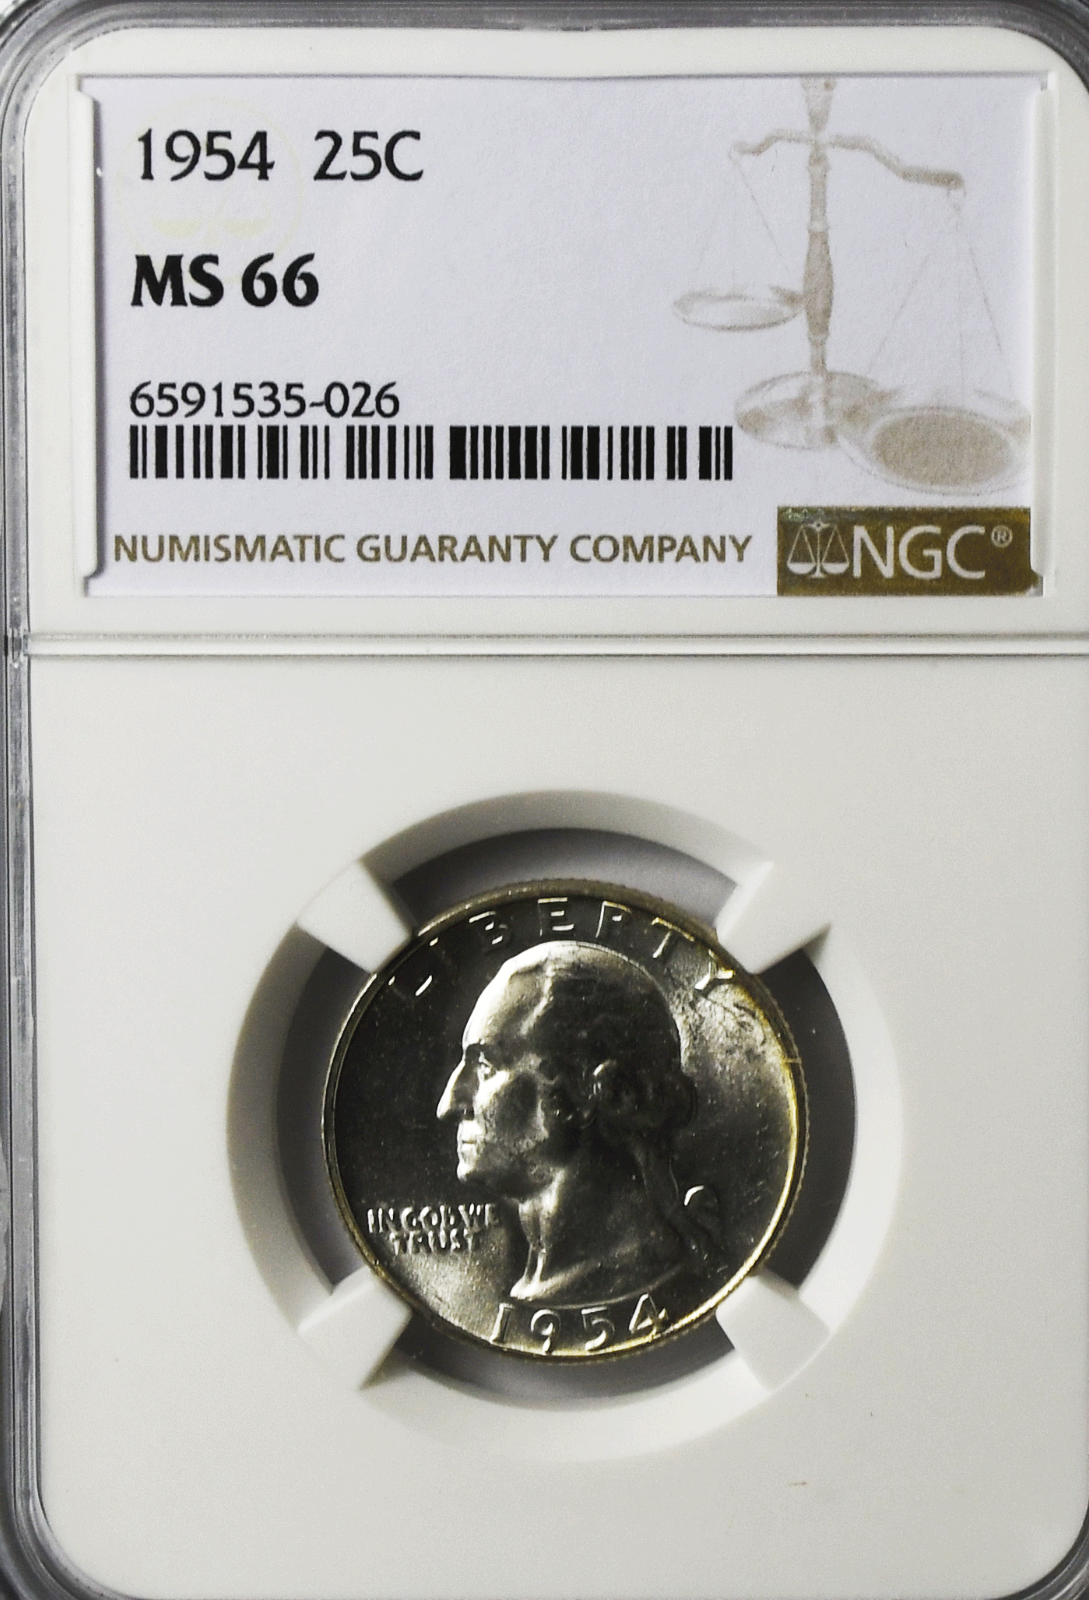 1954 25C
MS 66
6591535-026
NUMISMATIC GUARANTY COMPANY
NGC®
LIBERTY
IN GOD WE
TRUST
1954